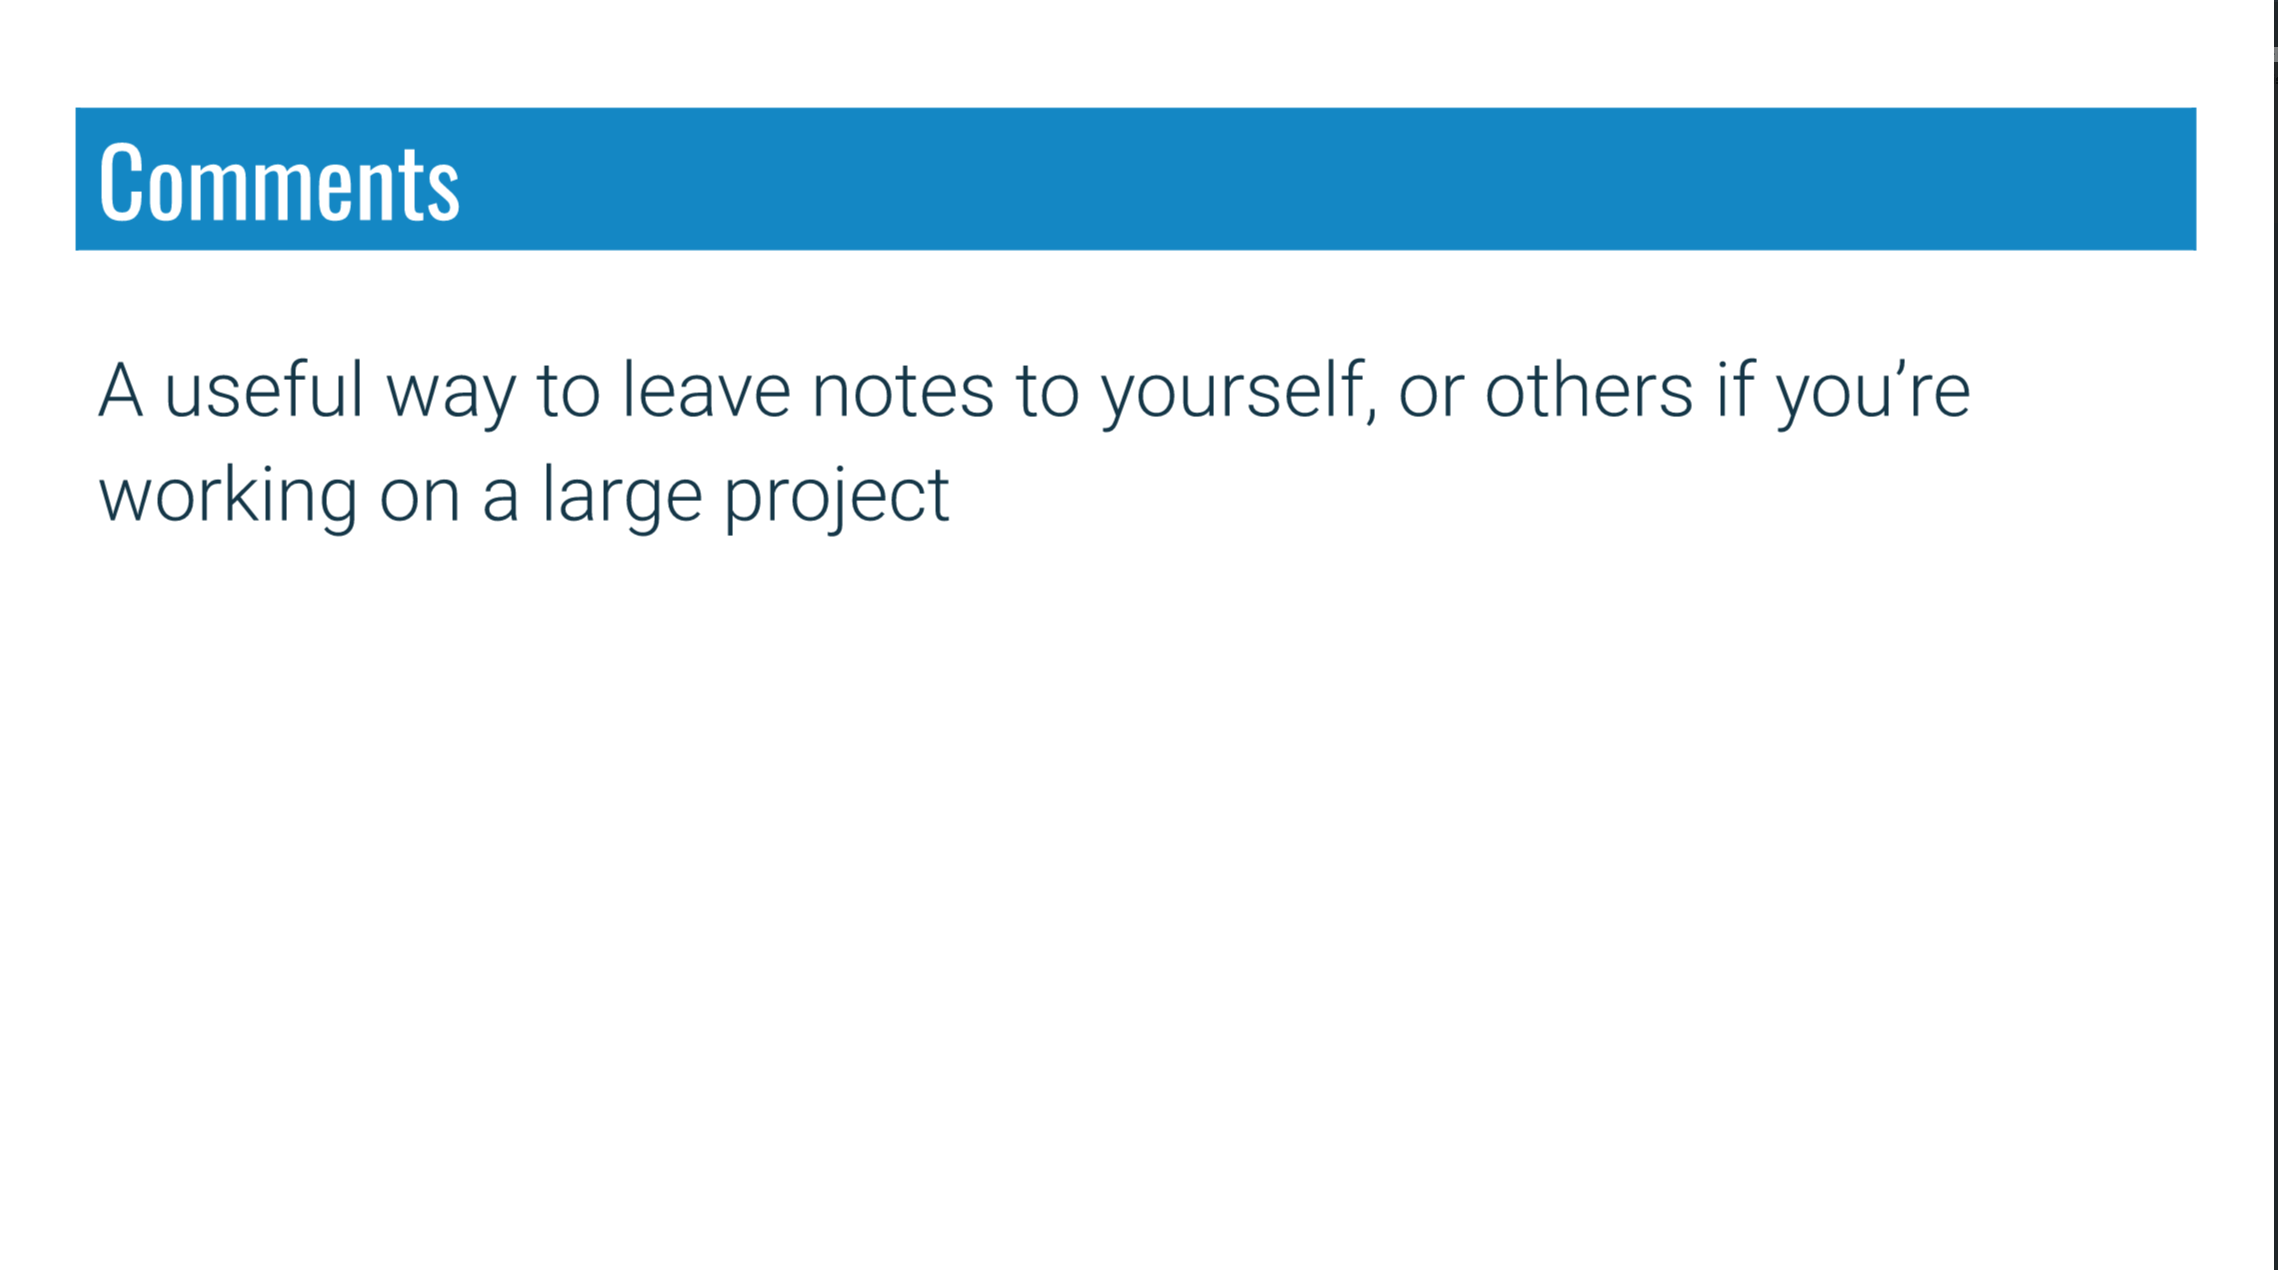 Comments
A useful way to leave notes to yourself, or others if you’re
working on a large project